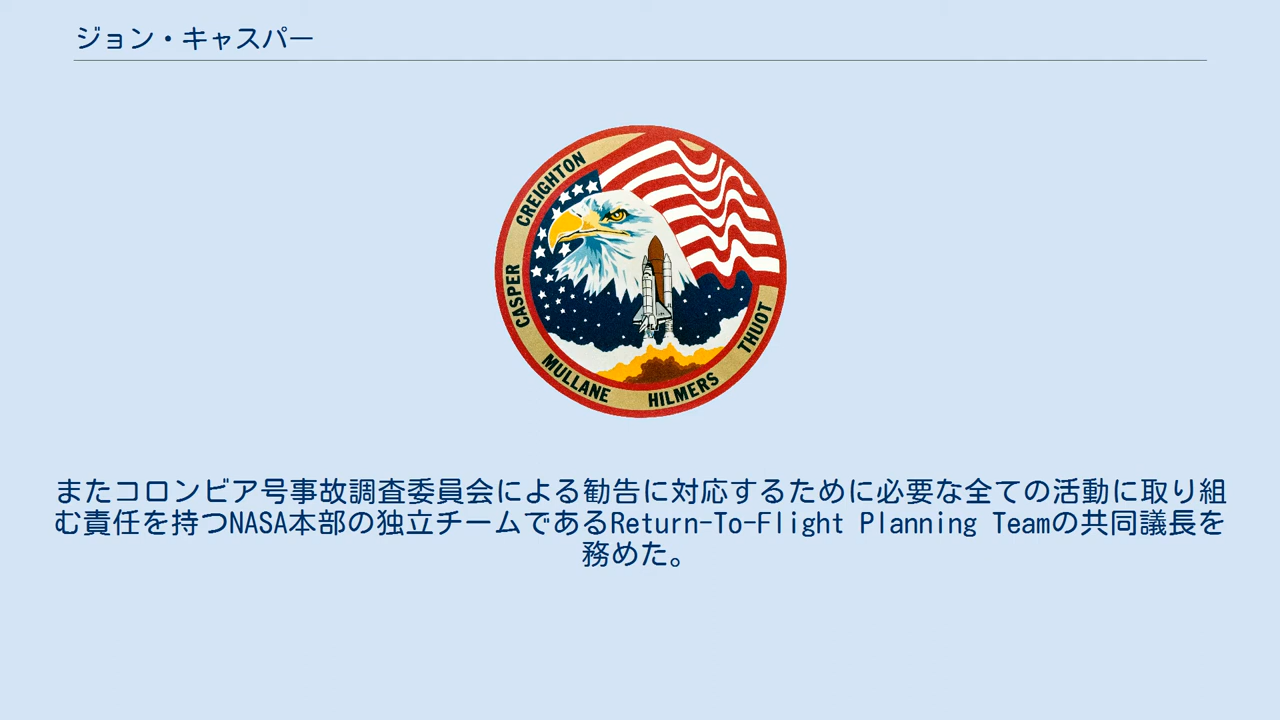 ジョン・キャスパー
CREIGHTON
CASPER
MULLANE
HILMERS
THUOT
またコロンビア号事故調査委員会による勧告に対応するために必要な全ての活動に取り組
む責任を持つNASA本部の独立チームであるReturn-To-Flight Planning Teamの共同議長を
務めた。